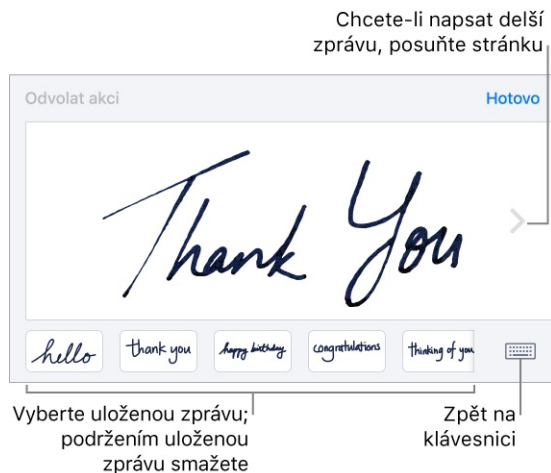 Chcete-li napsat delší
zprávu, posuňte stránku
Odvolat akci
Hotovo
Thank You
hello
thank you
happy birthday
congratulations
thinking of you
Vyberte uloženou zprávu;
podržením uloženou
zprávu smažete
Zpět na
klávesnici